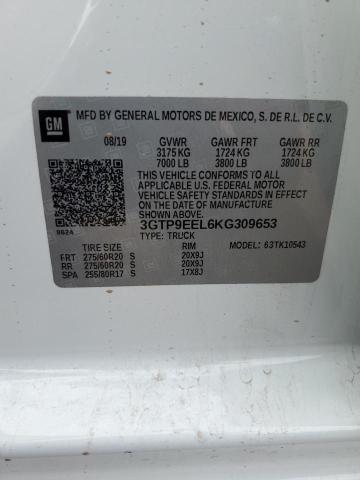 GM
MFD BY GENERAL MOTORS DE MEXICO, S. DE R.L. DE C.V.
08/19 GVWR GAWR FRT GAWR RR
3175 KG 1724 KG 1724 KG
7000 LB 3800 LB 3800 LB
THIS VEHICLE CONFORMS TO ALL
APPLICABLE U.S. FEDERAL MOTOR
VEHICLE SAFETY STANDARDS IN
EFFECT ON THE DATE OF
MANUFACTURE SHOWN ABOVE.
9624 3GTP9EEL6KG309653
TYPE: TRUCK
TIRE SIZE RIM MODEL: 63TK10543
FRT 275/60R20 S 20X9J
RR 275/60R20 S 20X9J
SPA 255/80R17 S 17X8J